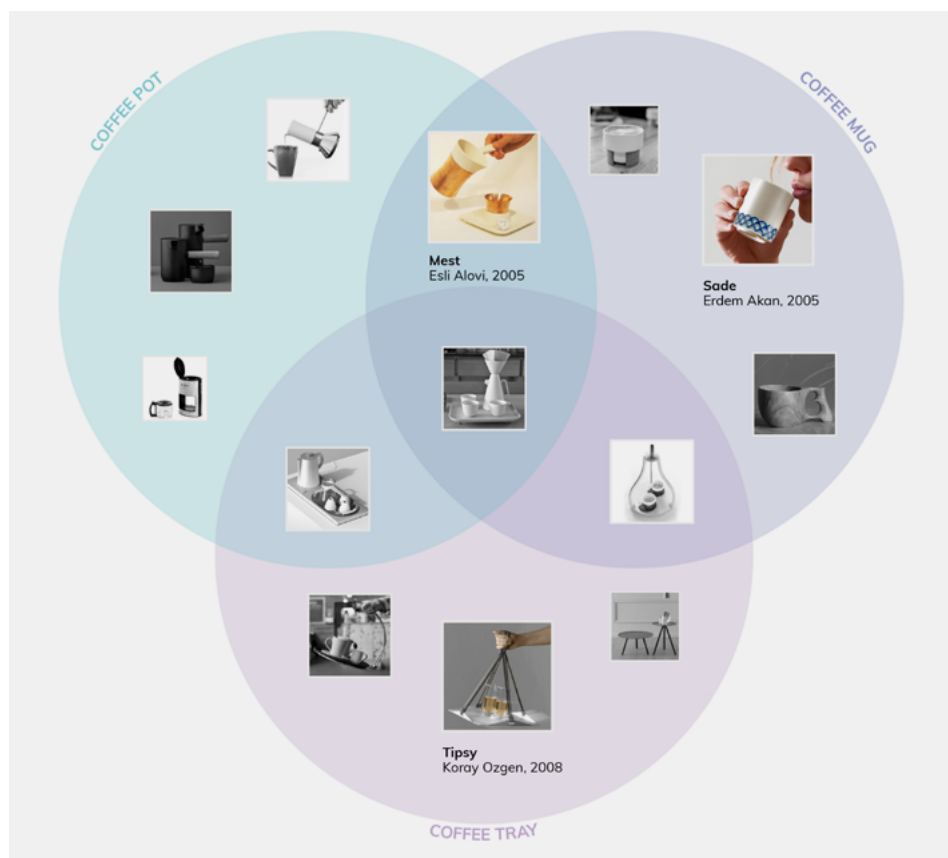 COFFEE POT
COFFEE MUG
Mest
Esli Alovi, 2005
Sade
Erdem Akan, 2005
Tipsy
Koray Ozgen, 2008
COFFEE TRAY